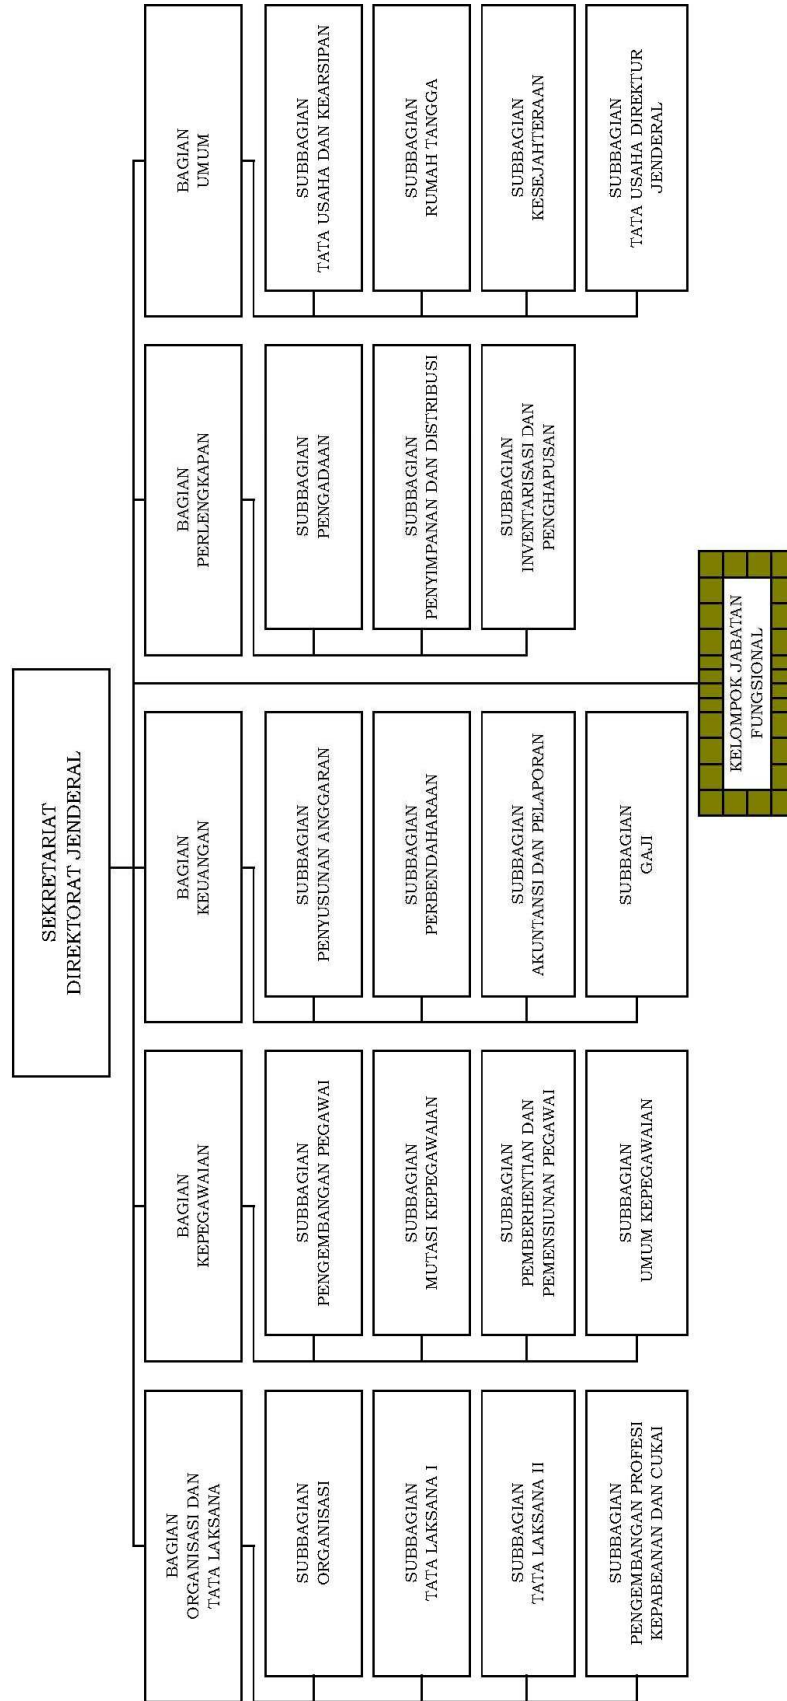 SEKRETARIAT
DIREKTORAT JENDERAL
BAGIAN
ORGANISASI DAN
TATA LAKSANA
SUBBAGIAN
ORGANISASI
SUBBAGIAN
TATA LAKSANA I
SUBBAGIAN
TATA LAKSANA II
SUBBAGIAN
PENGEMBANGAN PROFESI
KEPABEANAN DAN CUKAI
BAGIAN
KEPEGAWAIAN
SUBBAGIAN
PENGEMBANGAN PEGAWAI
SUBBAGIAN
MUTASI KEPEGAWAIAN
SUBBAGIAN
PEMBERHENTIAN DAN
PEMENSIUNAN PEGAWAI
SUBBAGIAN
UMUM KEPEGAWAIAN
BAGIAN
KEUANGAN
SUBBAGIAN
PENYUSUNAN ANGGARAN
SUBBAGIAN
PERBENDAHARAAN
SUBBAGIAN
AKUNTANSI DAN PELAPORAN
SUBBAGIAN
GAJI
BAGIAN
PERLENGKAPAN
SUBBAGIAN
PENGADAAN
SUBBAGIAN
PENYIMPANAN DAN DISTRIBUSI
SUBBAGIAN
INVENTARISASI DAN
PENGHAPUSAN
BAGIAN
UMUM
SUBBAGIAN
TATA USAHA DAN KEARSIPAN
SUBBAGIAN
RUMAH TANGGA
SUBBAGIAN
KESEJAHTERAAN
SUBBAGIAN
TATA USAHA DIREKTUR
JENDERAL
KELOMPOK JABATAN
FUNGSIONAL